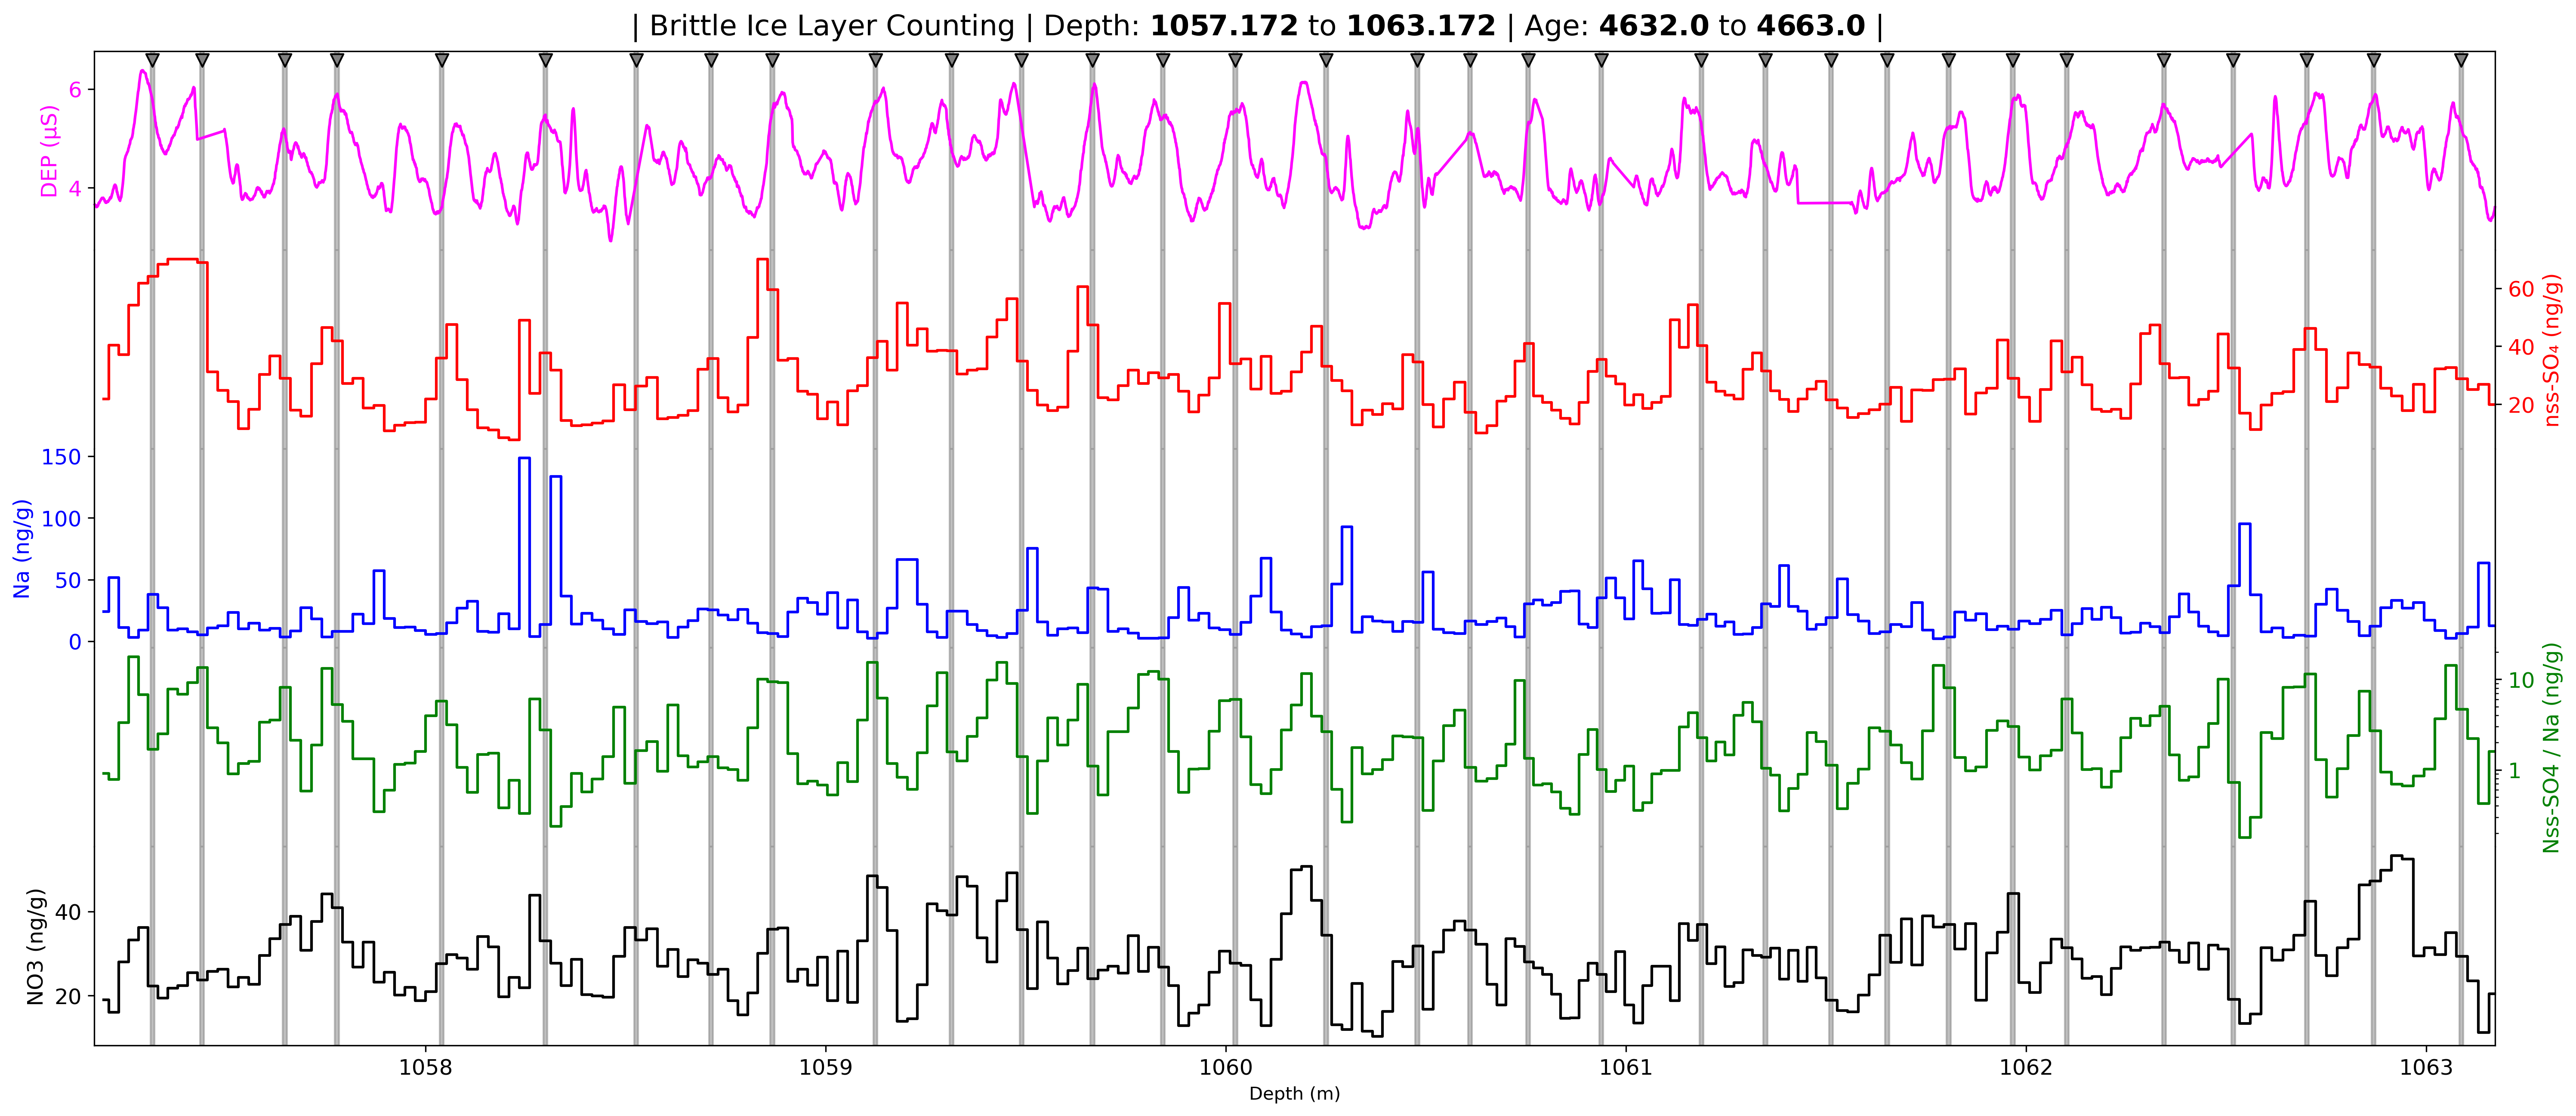 | Brittle Ice Layer Counting | Depth: 1057.172 to 1063.172 | Age: 4632.0 to 4663.0 |
DEP (µS)
6
4
nss-SO₄ (ng/g)
60
40
20
Na (ng/g)
150
100
50
0
Nss-SO4 / Na (ng/g)
10
1
NO3 (ng/g)
40
20
1058
1059
1060
1061
1062
1063
Depth (m)